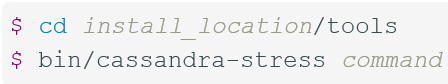 $ cd install_location/tools
$ bin/cassandra-stress command